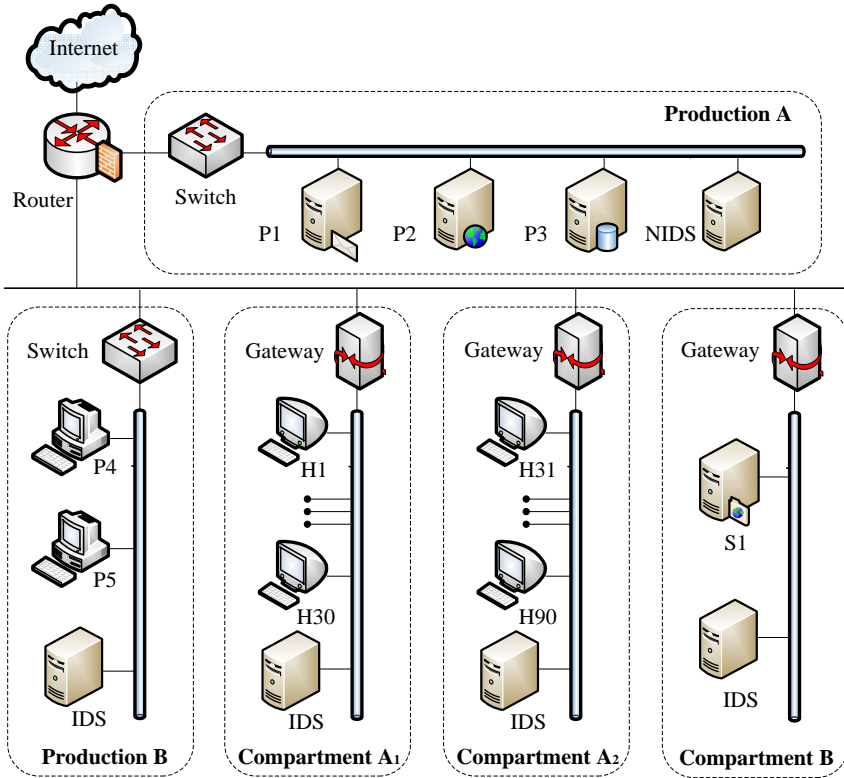 Internet
Production A
Router
Switch
P1
P2
P3
NIDS
Switch
Gateway
Gateway
Gateway
P4
H1
H31
S1
P5
H30
H90
IDS
IDS
IDS
IDS
Production B
Compartment A1
Compartment A2
Compartment B